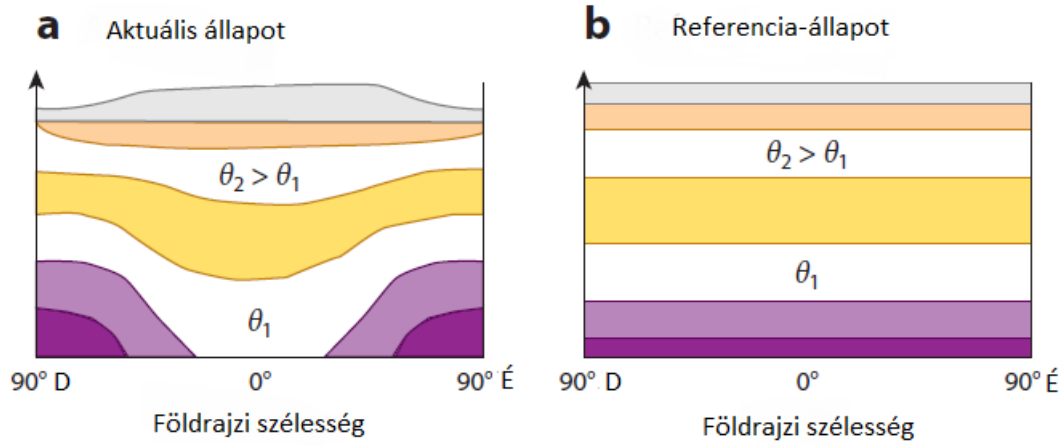 a Aktuális állapot
θ2 > θ1
θ1
90° D 0° 90° É
Földrajzi szélesség
b Referencia-állapot
θ2 > θ1
θ1
90° D 0° 90° É
Földrajzi szélesség